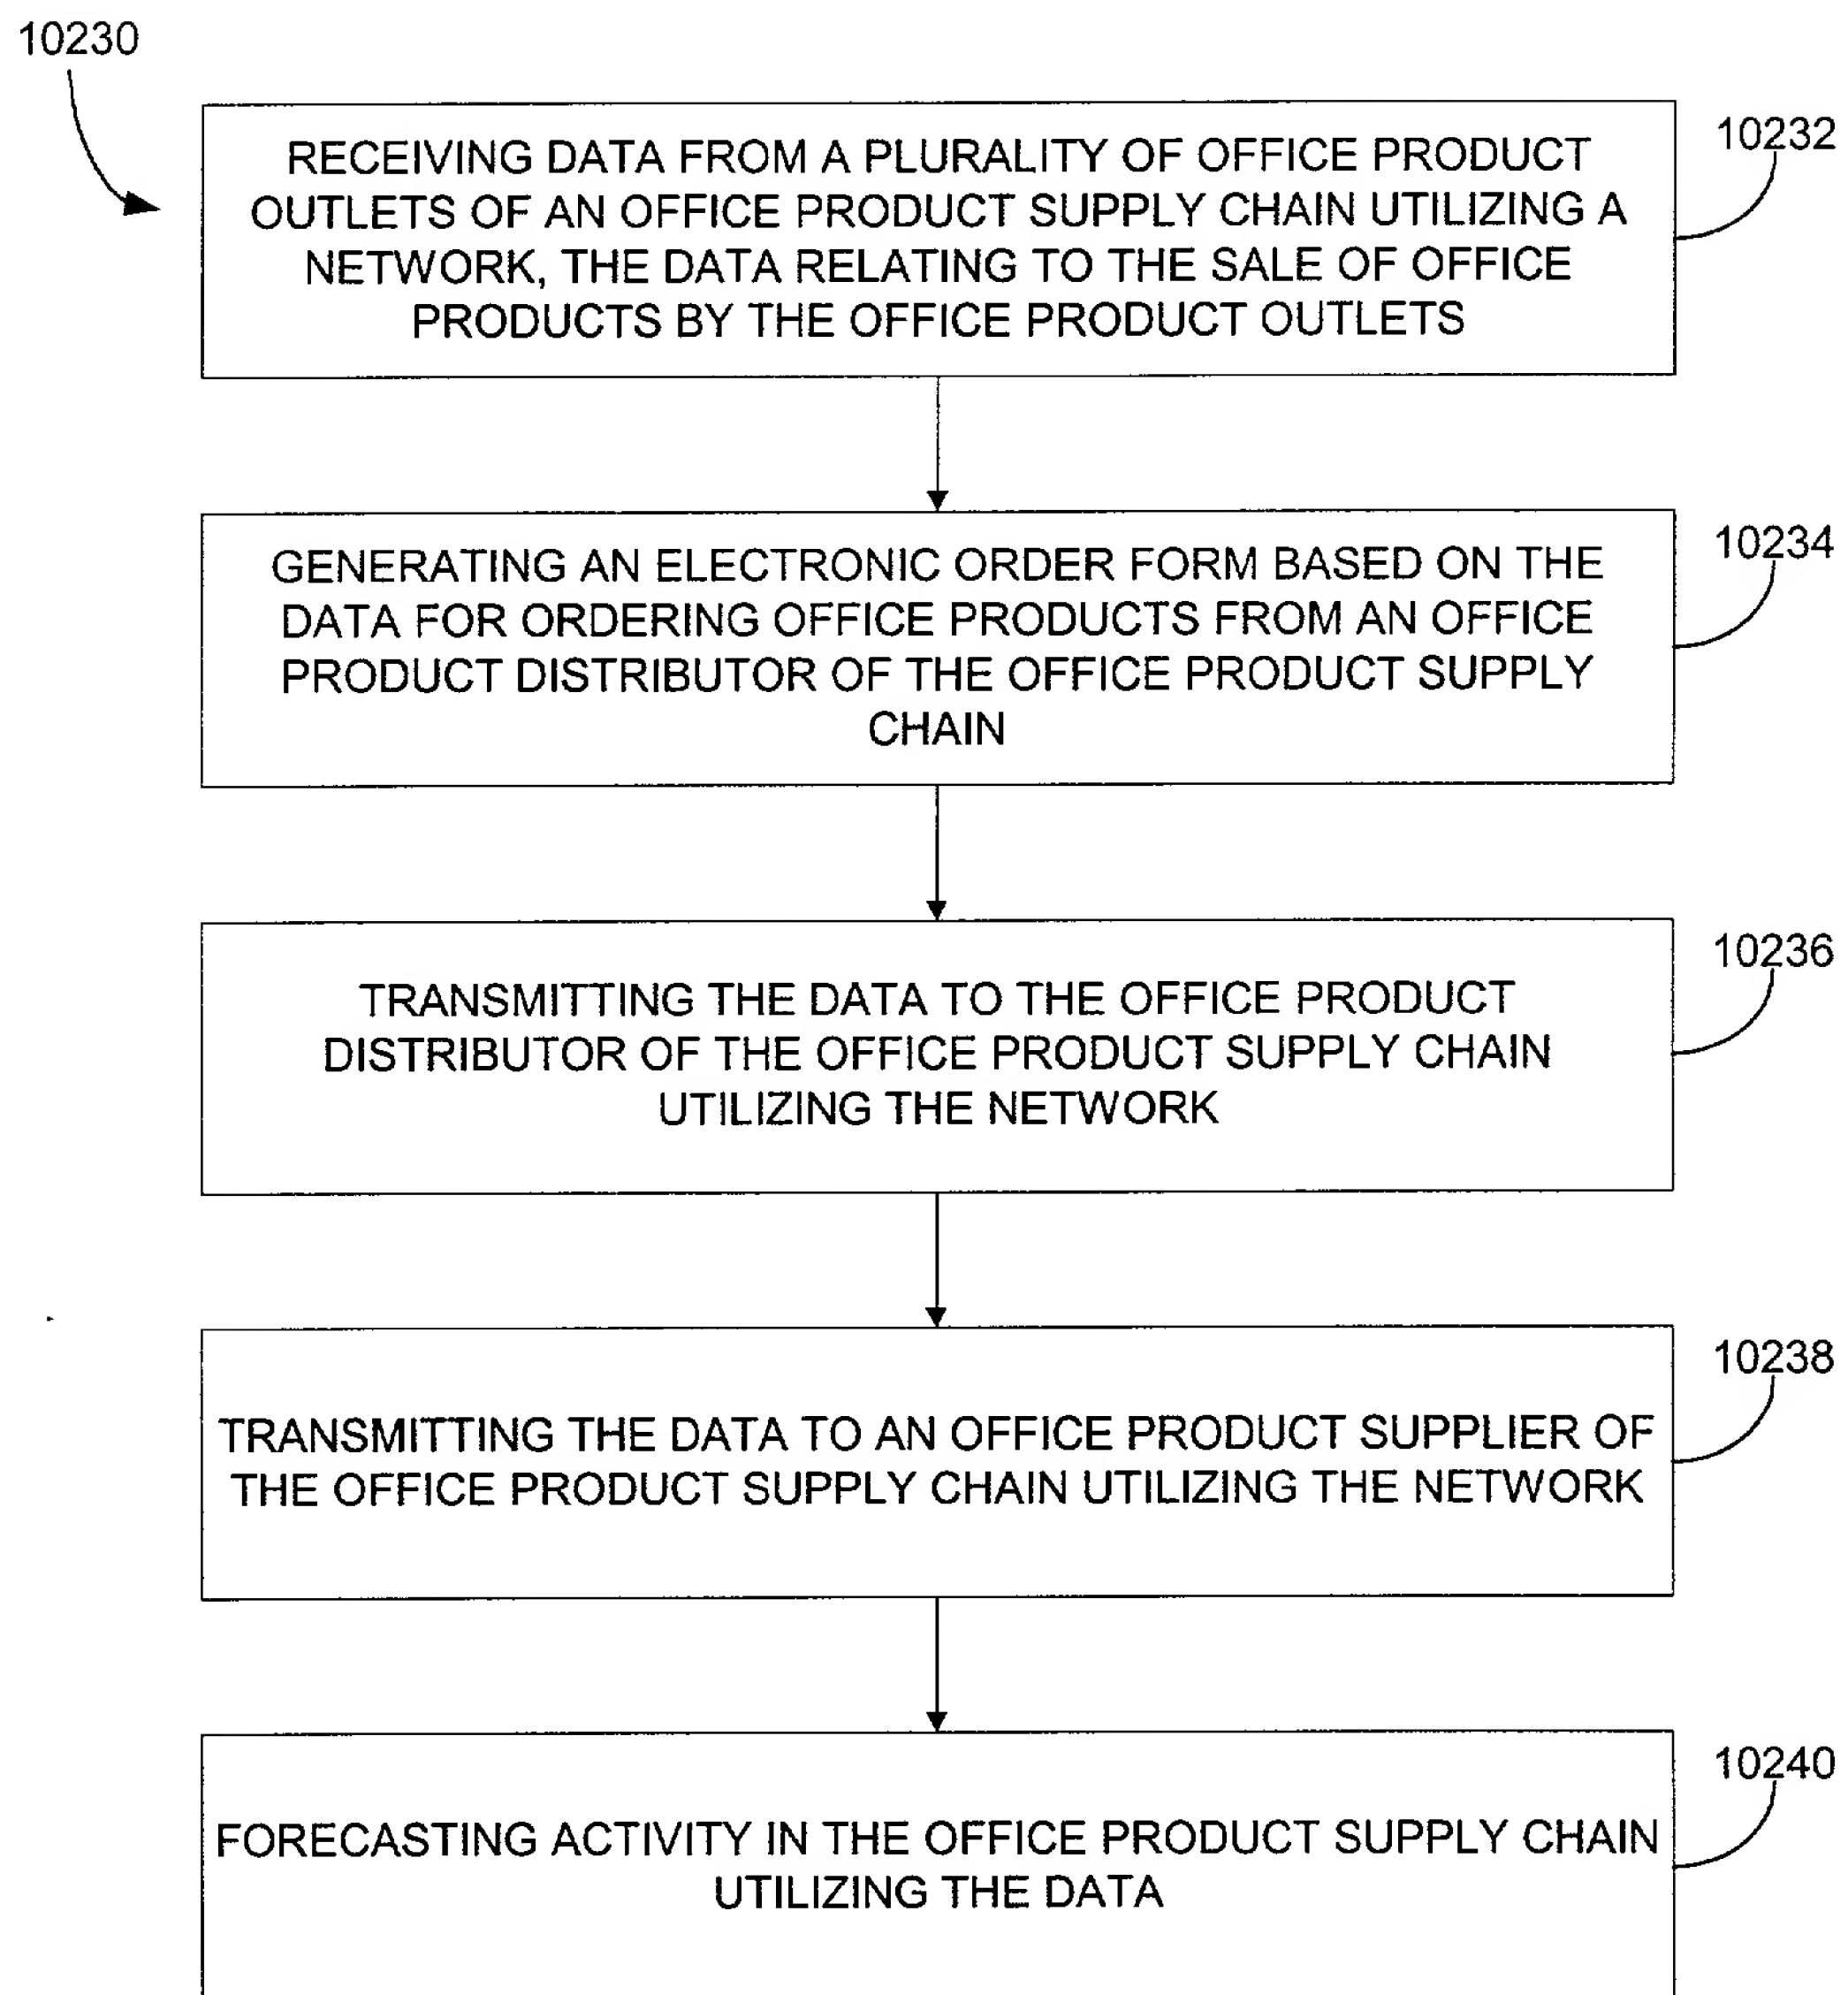 10230
10232
RECEIVING DATA FROM A PLURALITY OF OFFICE PRODUCT
OUTLETS OF AN OFFICE PRODUCT SUPPLY CHAIN UTILIZING A
NETWORK, THE DATA RELATING TO THE SALE OF OFFICE
PRODUCTS BY THE OFFICE PRODUCT OUTLETS
10234
GENERATING AN ELECTRONIC ORDER FORM BASED ON THE
DATA FOR ORDERING OFFICE PRODUCTS FROM AN OFFICE
PRODUCT DISTRIBUTOR OF THE OFFICE PRODUCT SUPPLY
CHAIN
10236
TRANSMITTING THE DATA TO THE OFFICE PRODUCT
DISTRIBUTOR OF THE OFFICE PRODUCT SUPPLY CHAIN
UTILIZING THE NETWORK
10238
TRANSMITTING THE DATA TO AN OFFICE PRODUCT SUPPLIER OF
THE OFFICE PRODUCT SUPPLY CHAIN UTILIZING THE NETWORK
10240
FORECASTING ACTIVITY IN THE OFFICE PRODUCT SUPPLY CHAIN
UTILIZING THE DATA